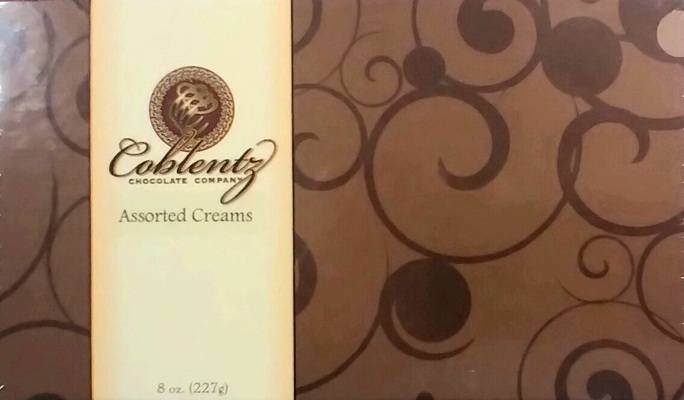 Coblentz
CHOCOLATE COMPANY
Assorted Creams
8 oz. (227g)